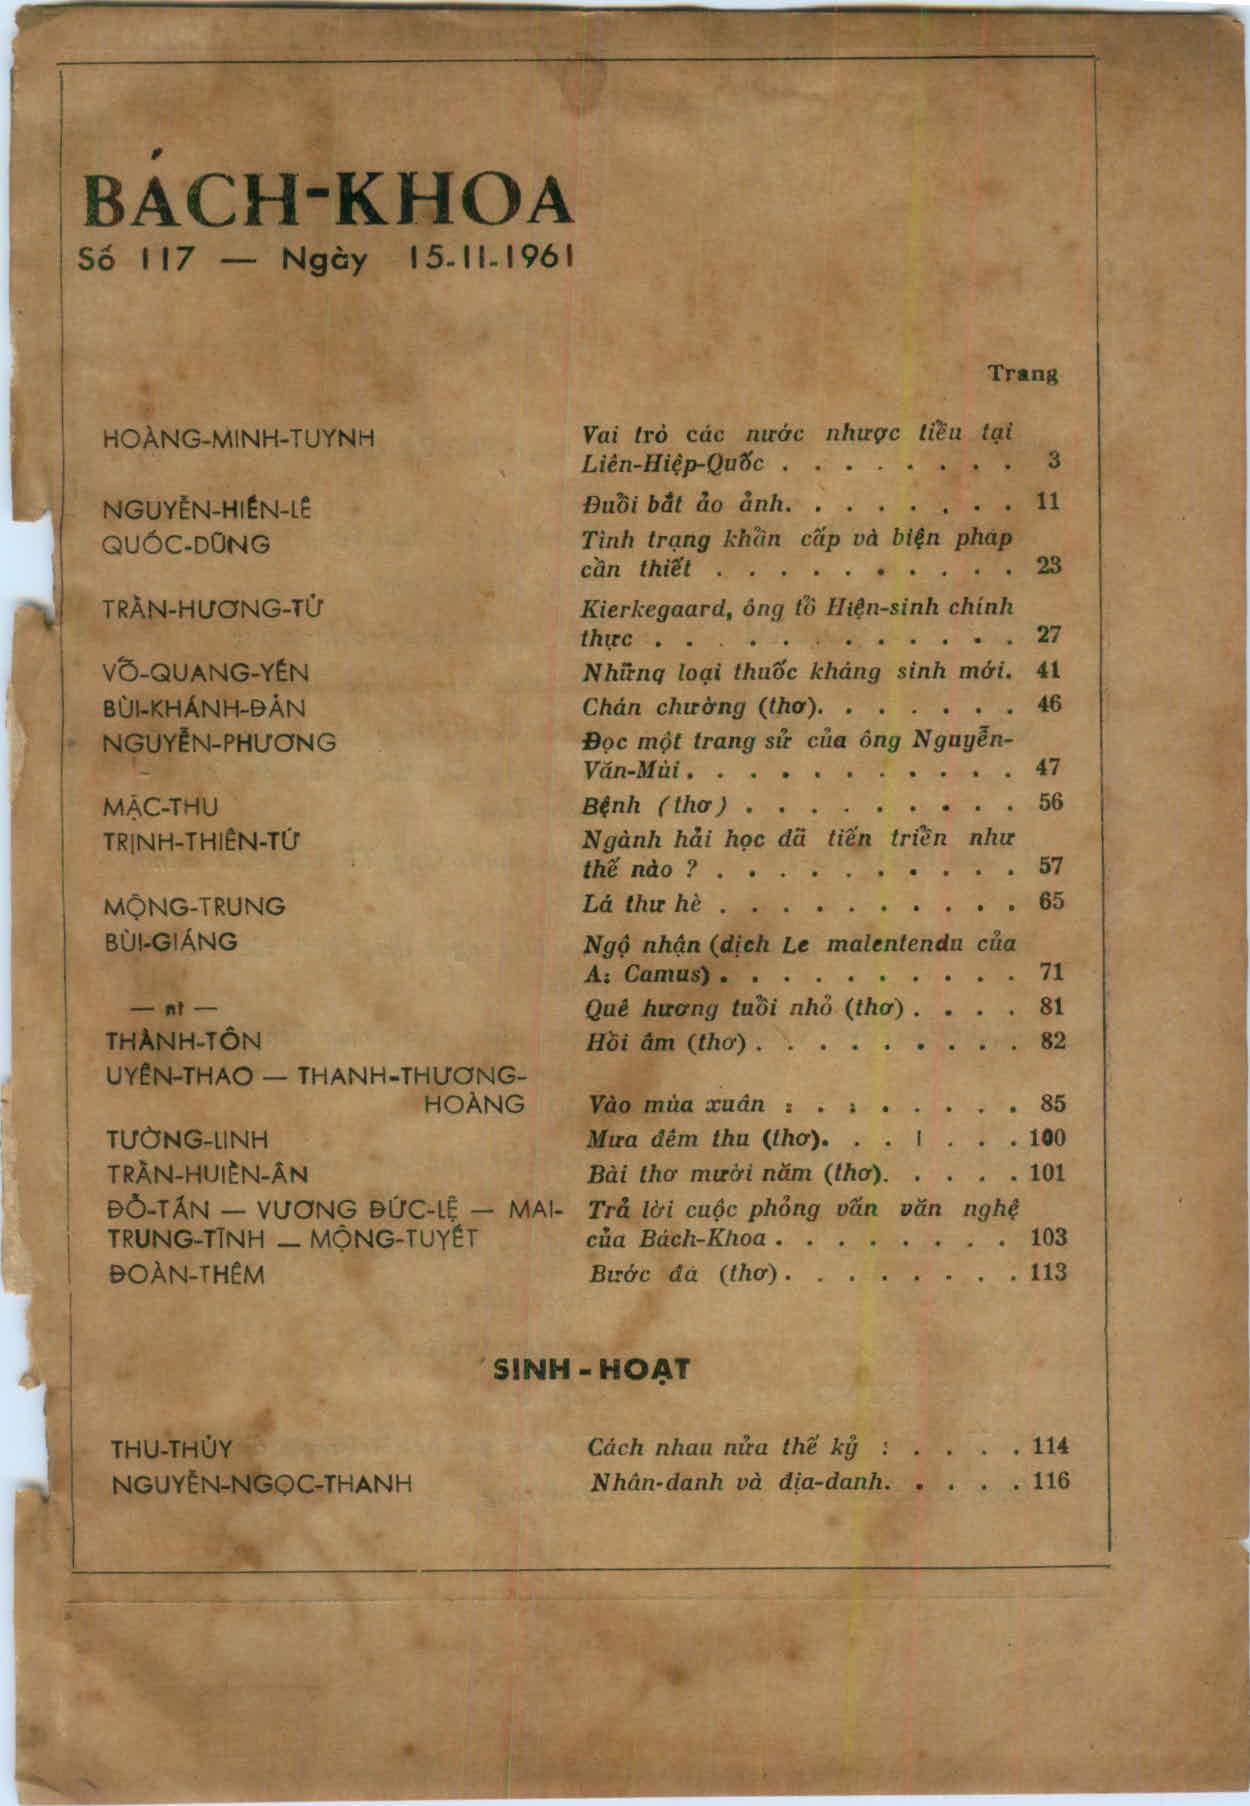 BÁCH-KHOA
Số 117 — Ngày 15-11-1961
Trang
HOÀNG-MINH-TUYNH Vai trò các nước nhược tiểu tại
Liên-Hiệp-Quốc . . . . . . . . 3
NGUYỄN-HIẾN-LÊ Đuổi bắt ảo ảnh. . . . . . . . 11
QUỐC-DŨNG Tình trạng khẩn cấp và biện pháp
cần thiết . . . . . . . . . . 23
TRẦN-HƯƠNG-TỬ Kierkegaard, ông tổ Hiện-sinh chính
thực . . . . . . . . . . . . 27
VÕ-QUANG-YẾN Những loại thuốc kháng sinh mới. 41
BÙI-KHÁNH-ĐẢN Chán chường (thơ). . . . . . . 46
NGUYỄN-PHƯƠNG Đọc một trang sử của ông Nguyễn-
Văn-Mùi. . . . . . . . . . . 47
MẶC-THU Bệnh (thơ) . . . . . . . . . 56
TRỊNH-THIÊN-TỨ Ngành hải học đã tiến triển như
thế nào ? . . . . . . . . . . 57
MỘNG-TRUNG Lá thư hè . . . . . . . . . . 65
BÙI-GIÁNG Ngộ nhận (dịch Le malentendu của
A: Camus) . . . . . . . . . . 71
— nt — Quê hương tuổi nhỏ (thơ) . . . . 81
THÀNH-TÔN Hồi âm (thơ) . . . . . . . . . 82
UYÊN-THAO — THANH-THƯƠNG-
HOÀNG Vào mùa xuân : . : . . . . . 85
TƯỜNG-LINH Mưa đêm thu (thơ). . . | . . . 100
TRẦN-HUIỀN-ÂN Bài thơ mười năm (thơ). . . . . 101
ĐỖ-TẤN — VƯƠNG ĐỨC-LỆ — MAI- Trả lời cuộc phỏng vấn văn nghệ
TRUNG-TĨNH — MỘNG-TUYẾT của Bách-Khoa . . . . . . . . 103
ĐOÀN-THÊM Bước đá (thơ) . . . . . . . . 113
SINH-HOẠT
THU-THỦY Cách nhau nửa thế kỷ : . . . . 114
NGUYỄN-NGỌC-THANH Nhân-danh và địa-danh. . . . . 116